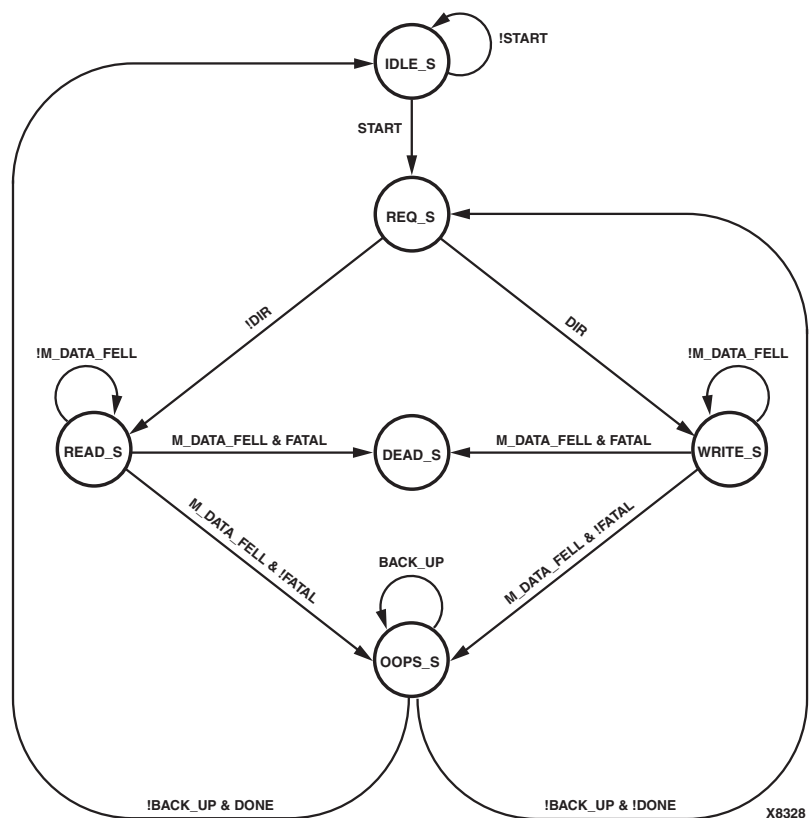 !START
IDLE_S
START
REQ_S
!DIR
DIR
!M_DATA_FELL
!M_DATA_FELL
READ_S
M_DATA_FELL & FATAL
DEAD_S
M_DATA_FELL & FATAL
WRITE_S
M_DATA_FELL & !FATAL
M_DATA_FELL & !FATAL
BACK_UP
OOPS_S
!BACK_UP & DONE
!BACK_UP & !DONE
X8328